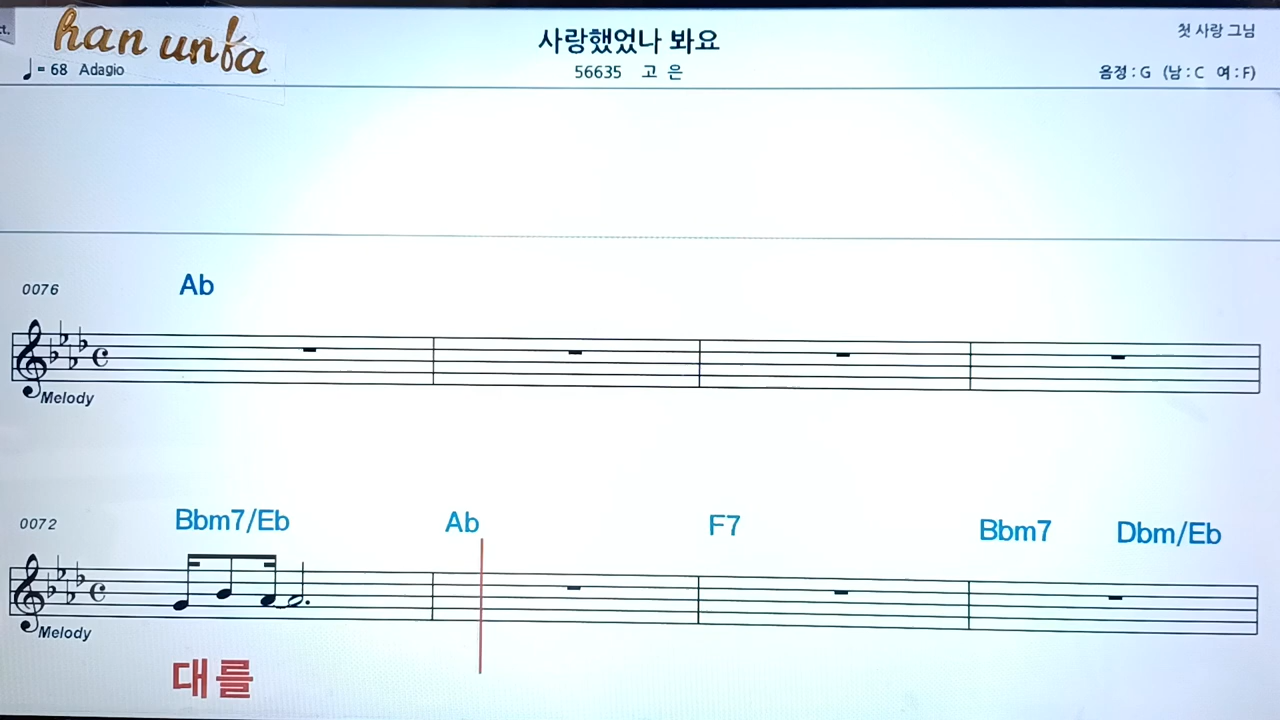 ct.
han unfa
사랑했었나 봐요
첫 사랑 그님
♩= 68 Adagio
56635 고 은
음정 : G (남 : C 여 : F)
Ab
0076
Melody
Bbm7/Eb Ab F7 Bbm7 Dbm/Eb
0072
Melody
대를